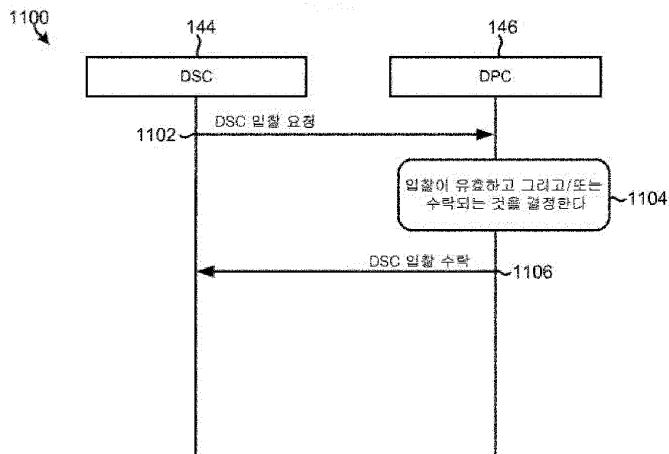 1100
144
146
DSC
DPC
DSC 입찰 요청
1102
입찰이 유효하고 그리고/또는
수락되는 것을 결정한다
1104
DSC 입찰 수락
1106